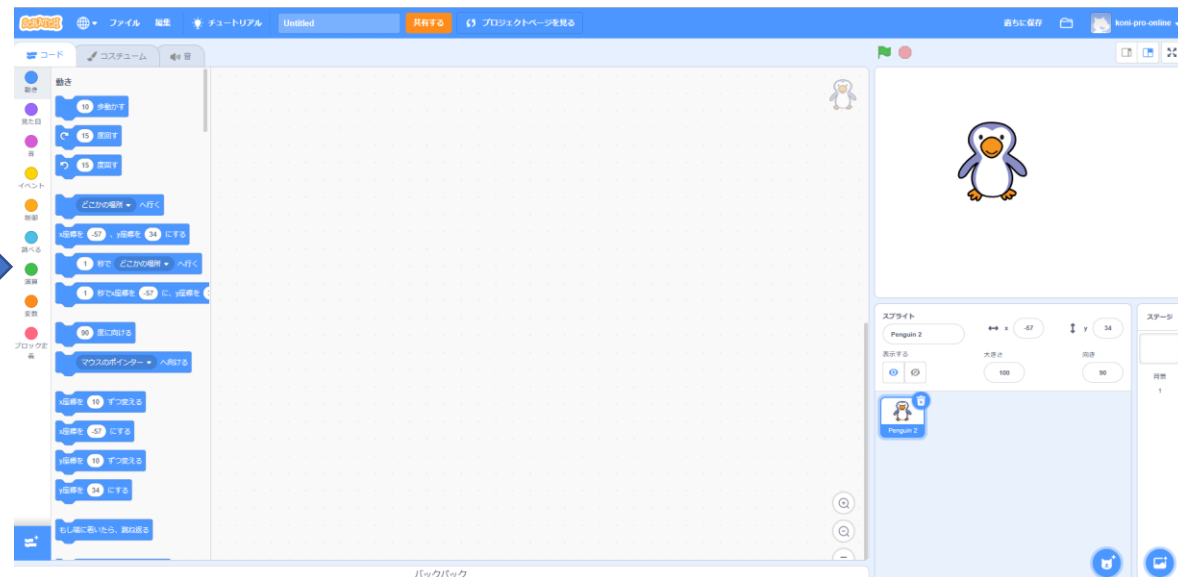 SCRATCH
ファイル 編集 チュートリアル Untitled 共有する プロジェクトページを見る 直ちに保存 koni-pro-online
コード コスチューム 音
動き
見た目
音
イベント
制御
調べる
演算
変数
ブロック定義
動き
10 歩動かす
15 度回す
15 度回す
どこかの場所 へ行く
x座標を -57 、y座標を 34 にする
1 秒で どこかの場所 へ行く
1 秒でx座標を -57 に、y座標を
90 度に向ける
マウスのポインター へ向ける
x座標を 10 ずつ変える
x座標を -57 にする
y座標を 10 ずつ変える
y座標を 34 にする
もし端に着いたら、跳ね返る
バックパック
スプライト
Penguin 2 x -57 y 34
表示する 大きさ 向き
100 90
Penguin 2
ステージ
背景
1